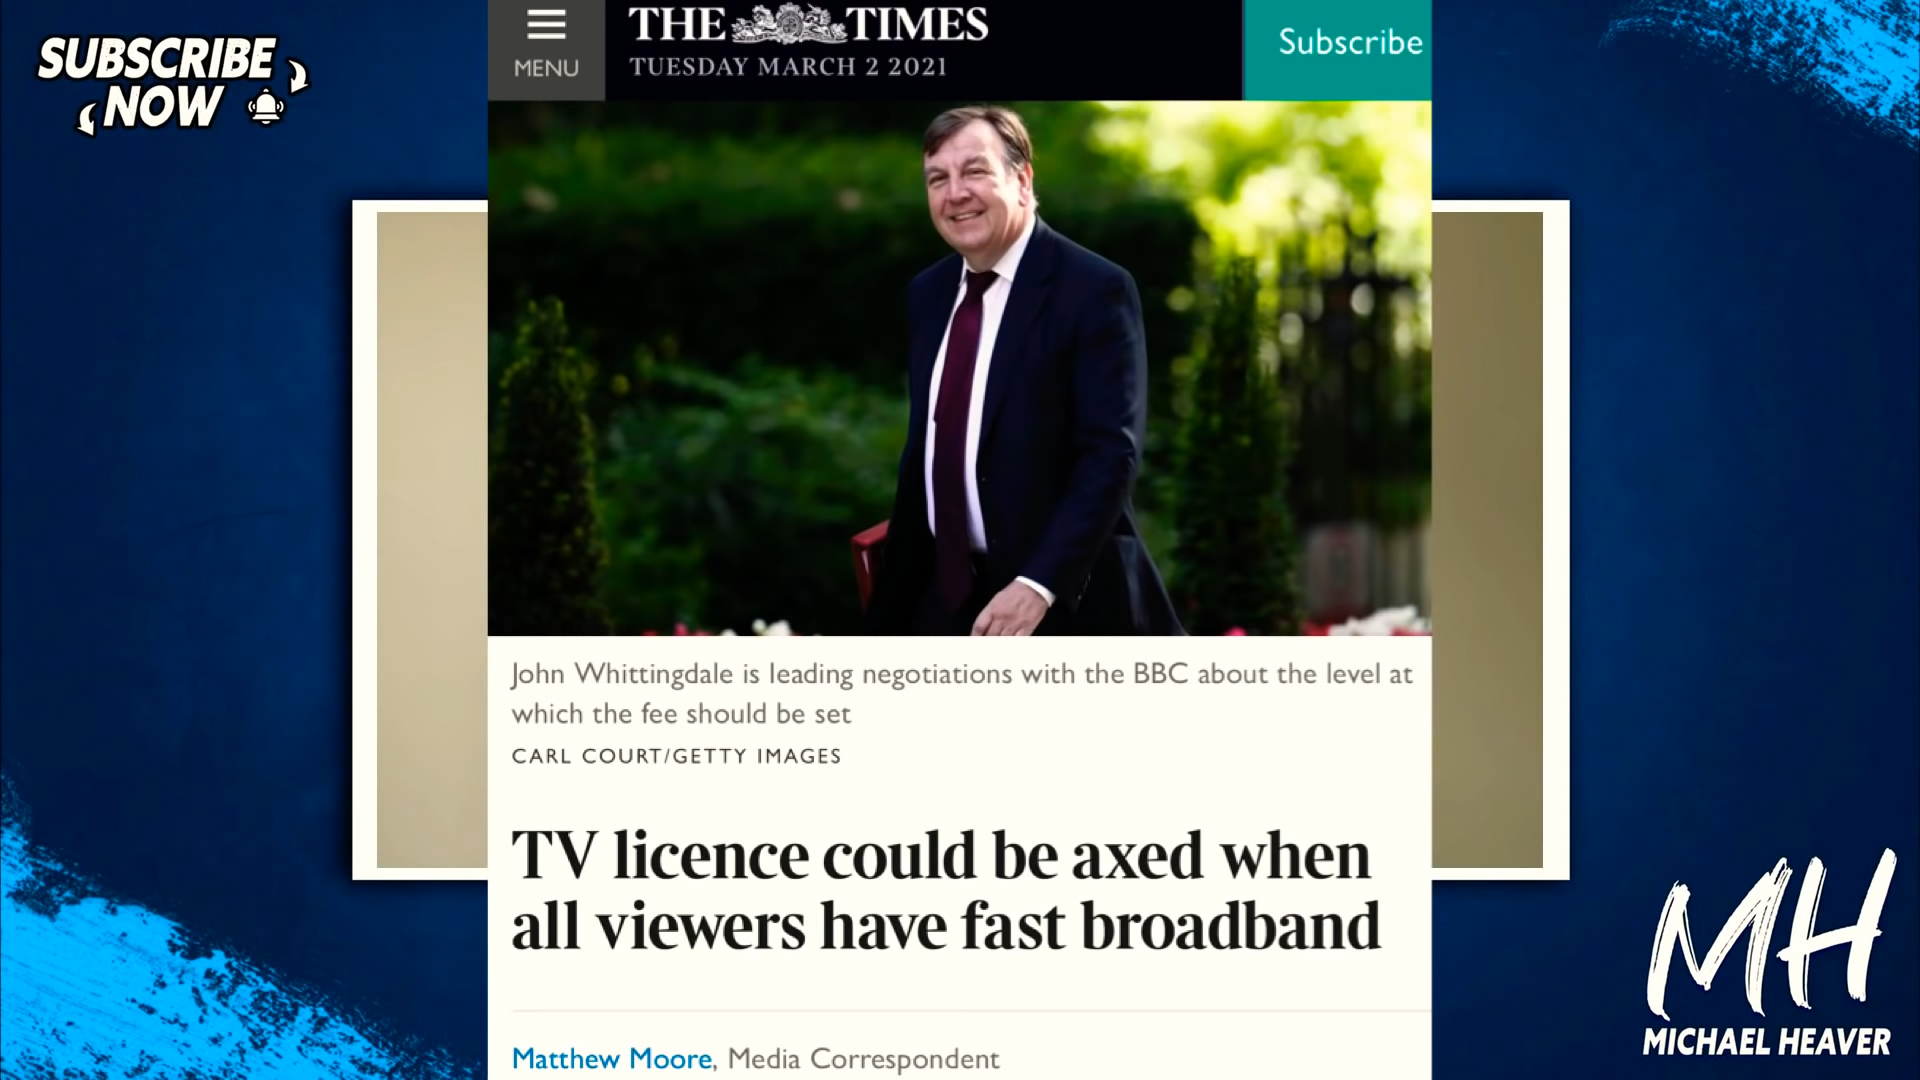 SUBSCRIBE
NOW
MENU
THE TIMES
TUESDAY MARCH 2 2021
Subscribe
John Whittingdale is leading negotiations with the BBC about the level at
which the fee should be set
CARL COURT/GETTY IMAGES
TV licence could be axed when
all viewers have fast broadband
Matthew Moore, Media Correspondent
MH
MICHAEL HEAVER